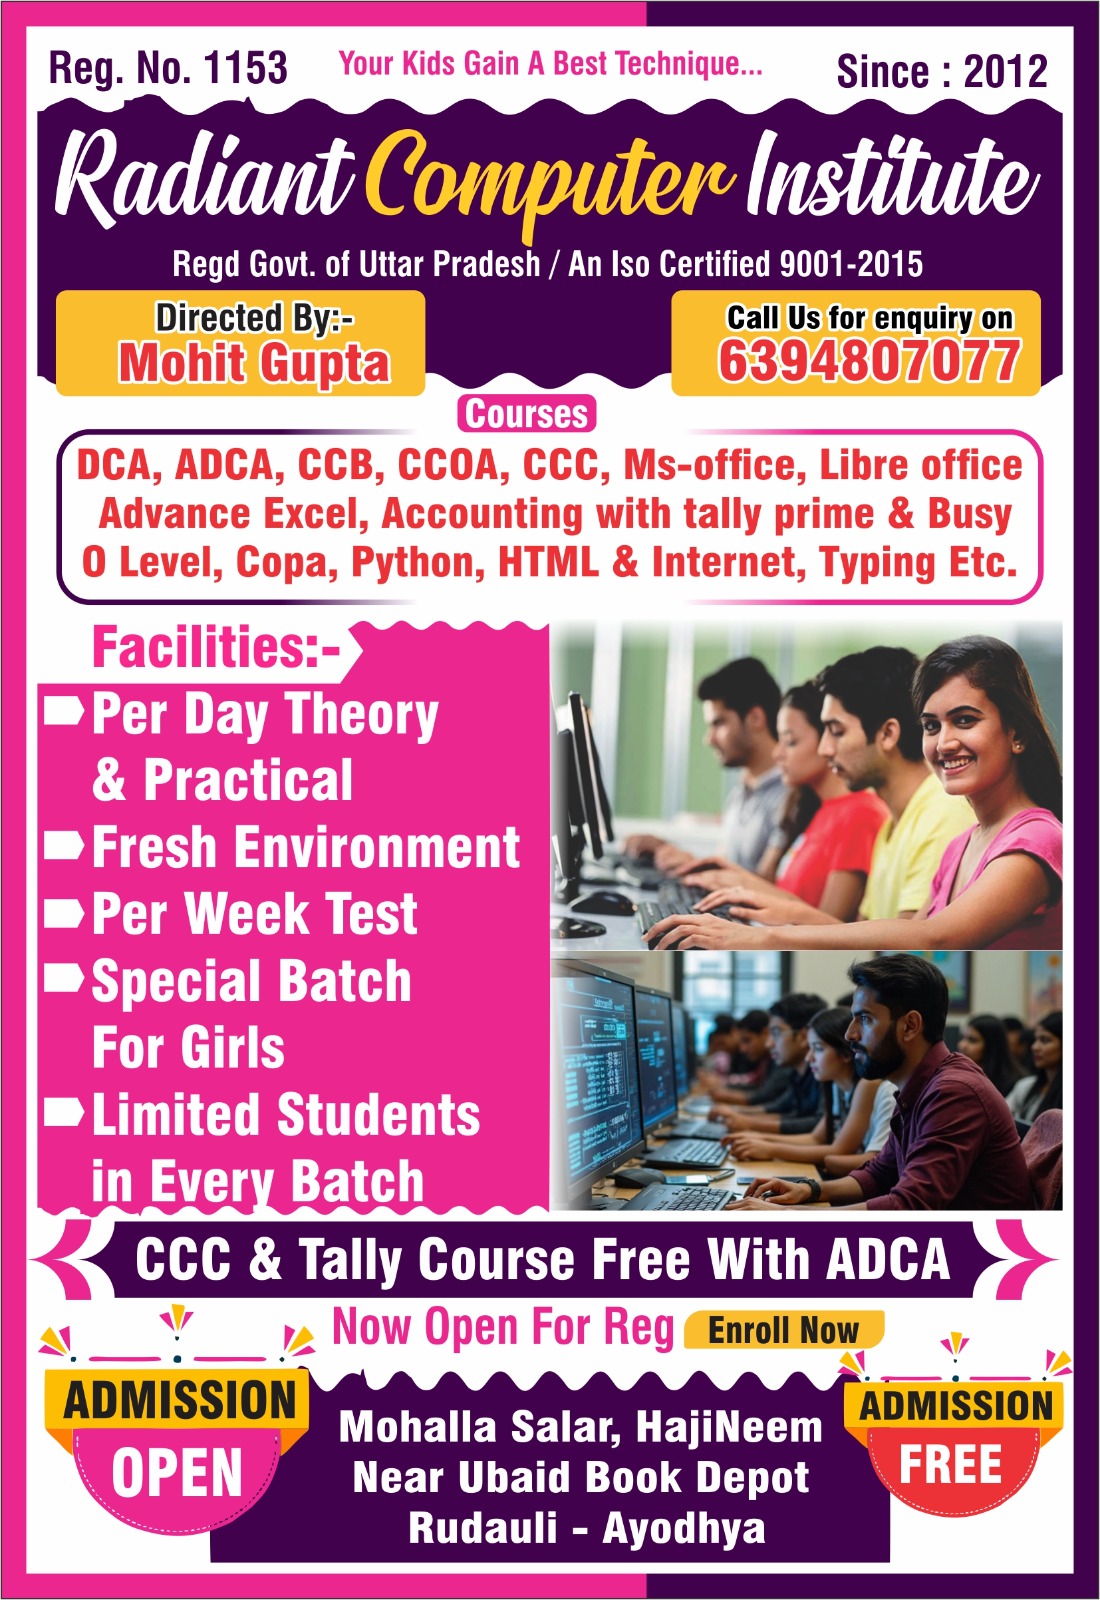 Reg. No. 1153
Your Kids Gain A Best Technique...
Since : 2012
Radiant Computer Institute
Regd Govt. of Uttar Pradesh / An Iso Certified 9001-2015
Directed By:-
Mohit Gupta
Call Us for enquiry on
6394807077
Courses
DCA, ADCA, CCB, CCOA, CCC, Ms-office, Libre office
Advance Excel, Accounting with tally prime & Busy
O Level, Copa, Python, HTML & Internet, Typing Etc.
Facilities:-
Per Day Theory
& Practical
Fresh Environment
Per Week Test
Special Batch
For Girls
Limited Students
in Every Batch
CCC & Tally Course Free With ADCA
Now Open For Reg
Enroll Now
ADMISSION
OPEN
Mohalla Salar, HajiNeem
Near Ubaid Book Depot
Rudauli - Ayodhya
ADMISSION
FREE